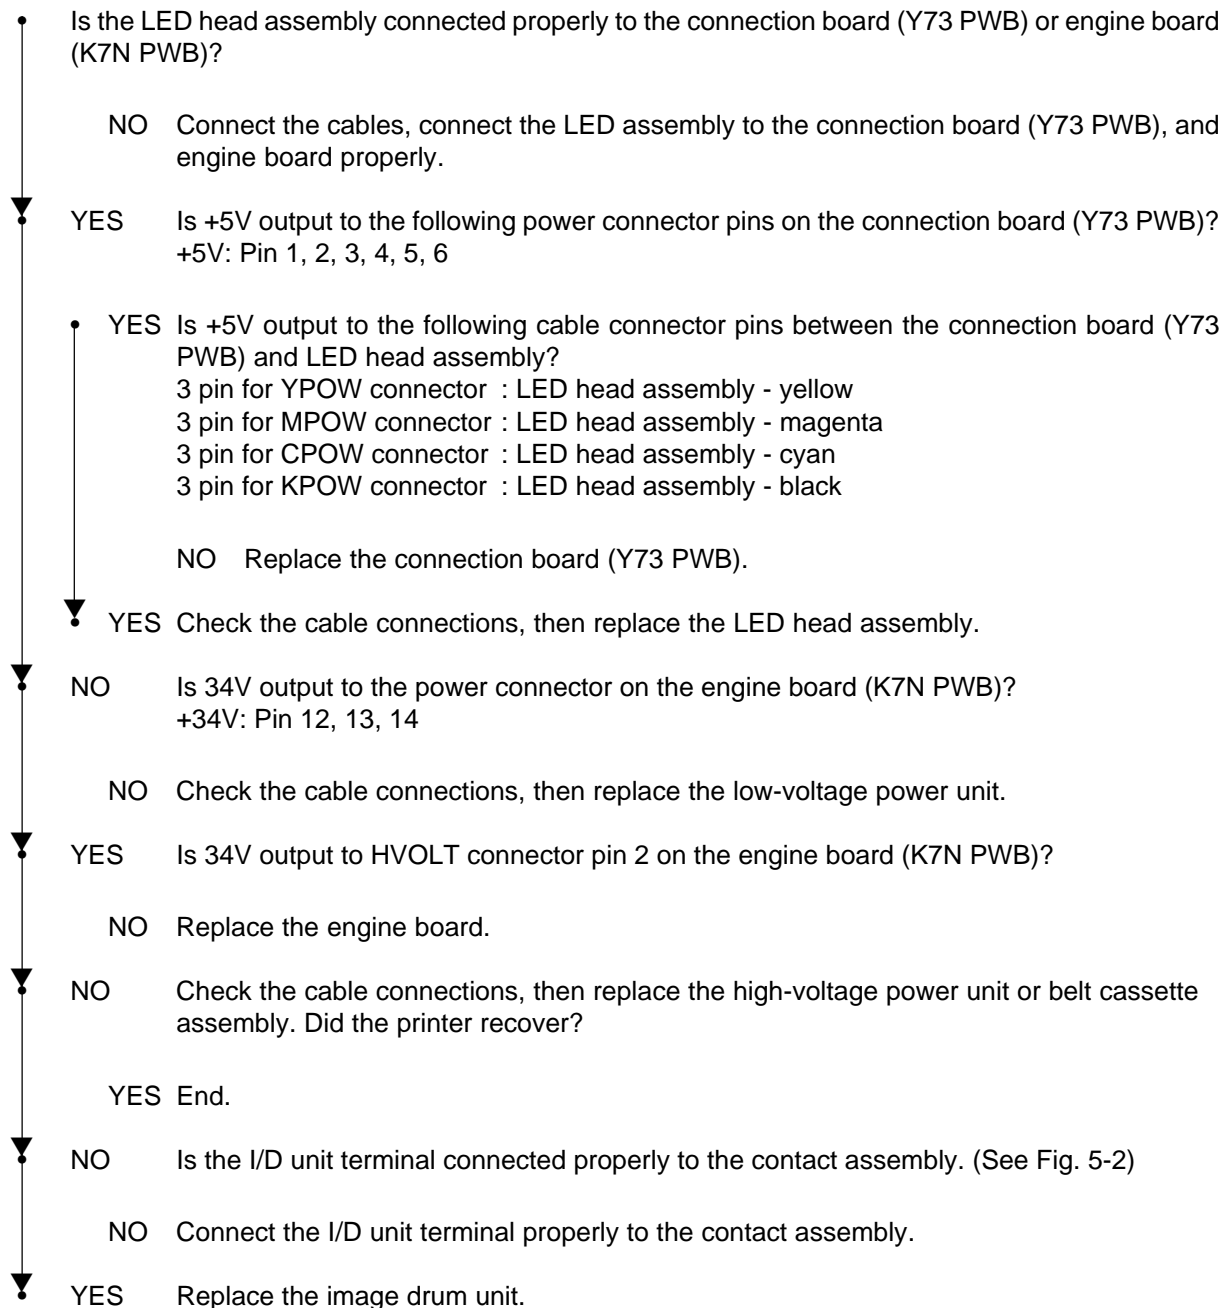 Is the LED head assembly connected properly to the connection board (Y73 PWB) or engine board
(K7N PWB)?
NO Connect the cables, connect the LED assembly to the connection board (Y73 PWB), and
engine board properly.
YES Is +5V output to the following power connector pins on the connection board (Y73 PWB)?
+5V: Pin 1, 2, 3, 4, 5, 6
YES Is +5V output to the following cable connector pins between the connection board (Y73
PWB) and LED head assembly?
3 pin for YPOW connector : LED head assembly - yellow
3 pin for MPOW connector : LED head assembly - magenta
3 pin for CPOW connector : LED head assembly - cyan
3 pin for KPOW connector : LED head assembly - black
NO Replace the connection board (Y73 PWB).
YES Check the cable connections, then replace the LED head assembly.
NO Is 34V output to the power connector on the engine board (K7N PWB)?
+34V: Pin 12, 13, 14
NO Check the cable connections, then replace the low-voltage power unit.
YES Is 34V output to HVOLT connector pin 2 on the engine board (K7N PWB)?
NO Replace the engine board.
NO Check the cable connections, then replace the high-voltage power unit or belt cassette
assembly. Did the printer recover?
YES End.
NO Is the I/D unit terminal connected properly to the contact assembly. (See Fig. 5-2)
NO Connect the I/D unit terminal properly to the contact assembly.
YES Replace the image drum unit.